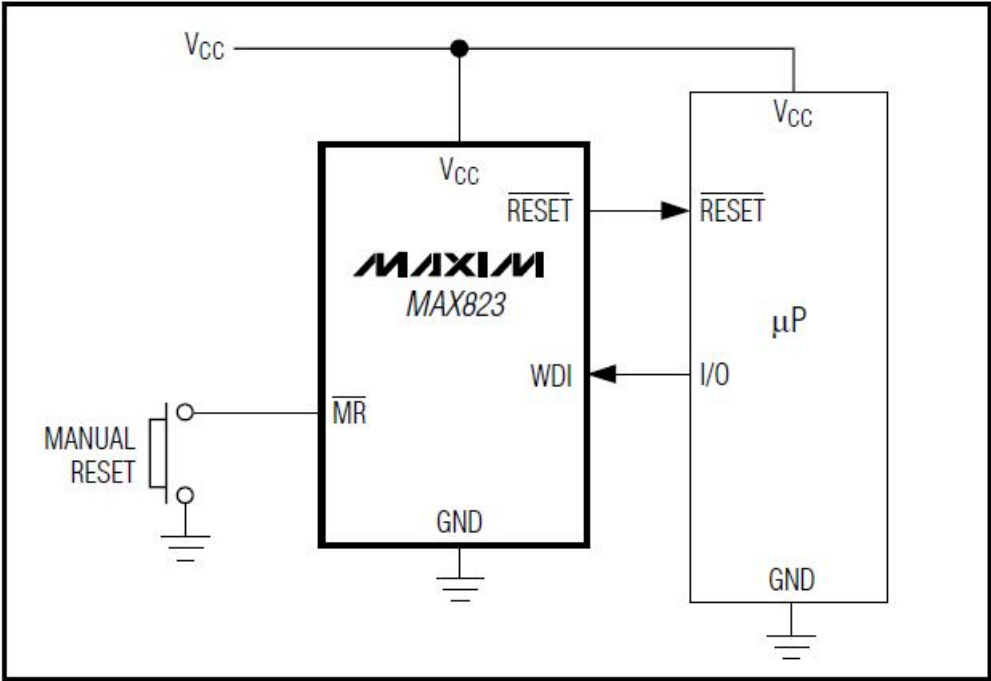 VCC
VCC
VCC
RESET
RESET
MAXIM
MAX823
µP
WDI
I/O
MR
MANUAL
RESET
GND
GND